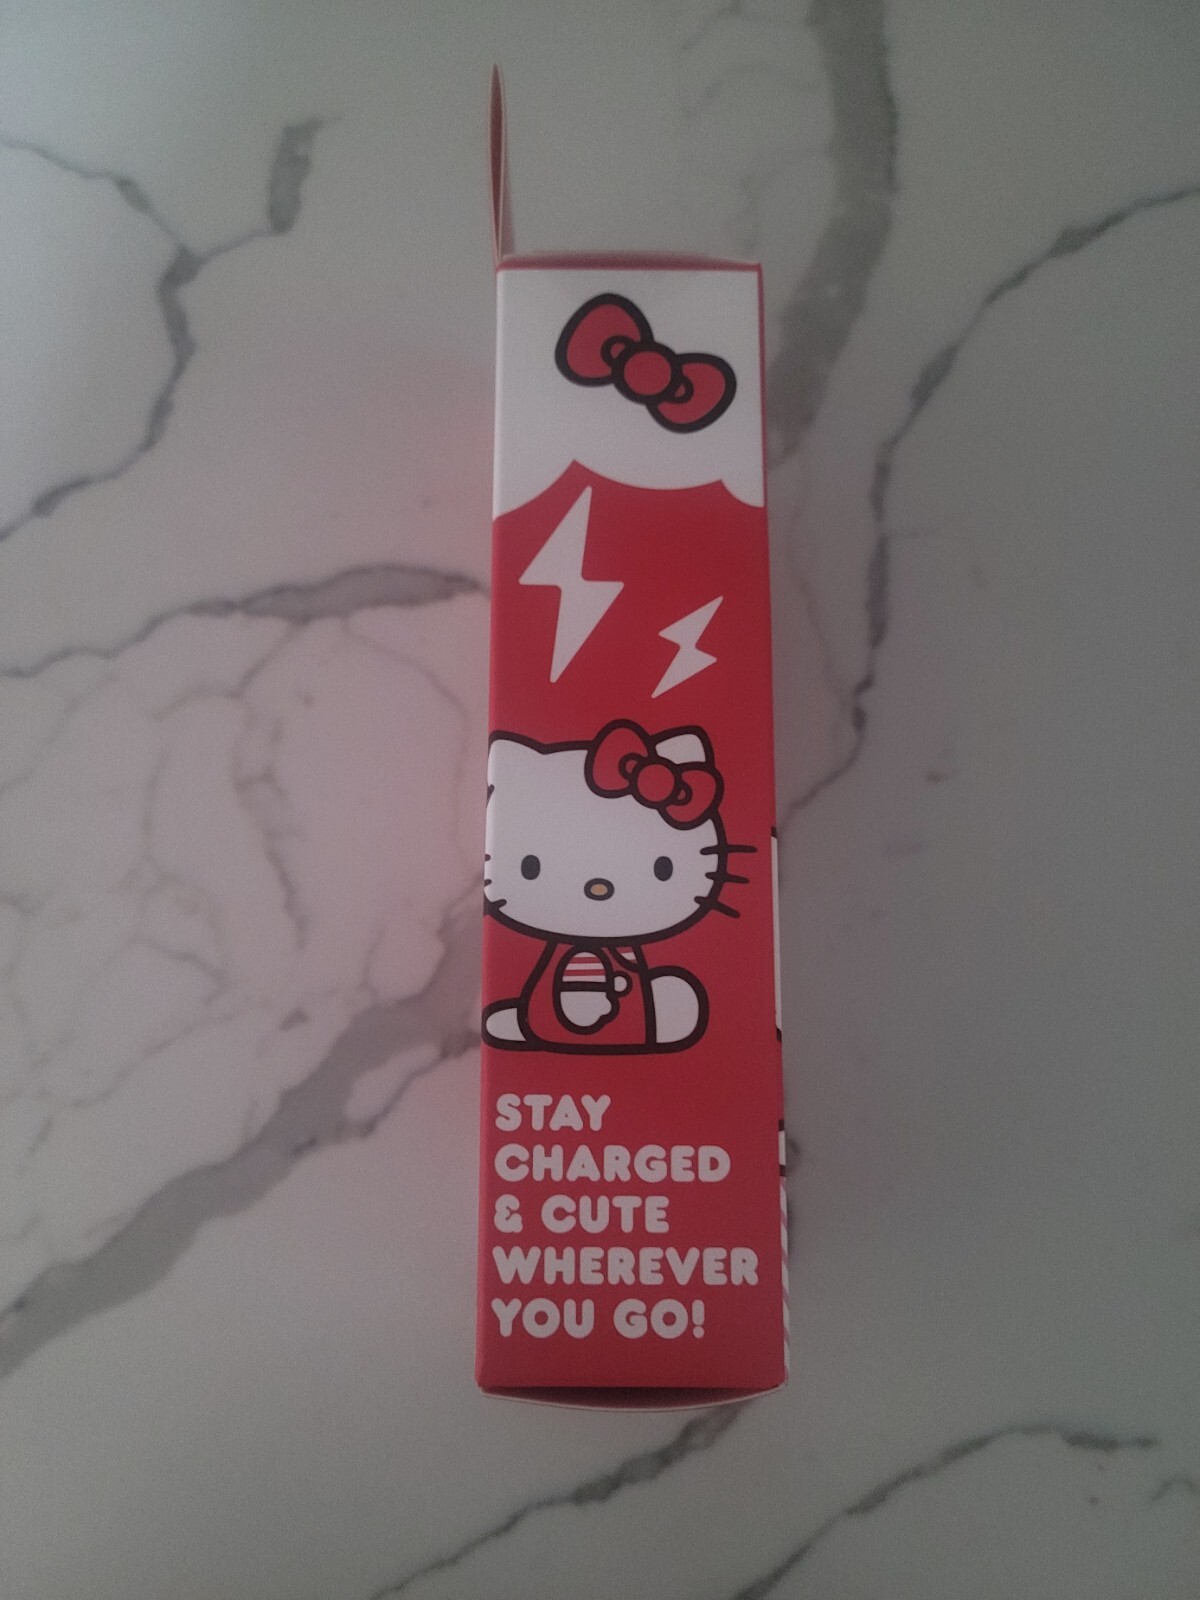 STAY
CHARGED
& CUTE
WHEREVER
YOU GO!